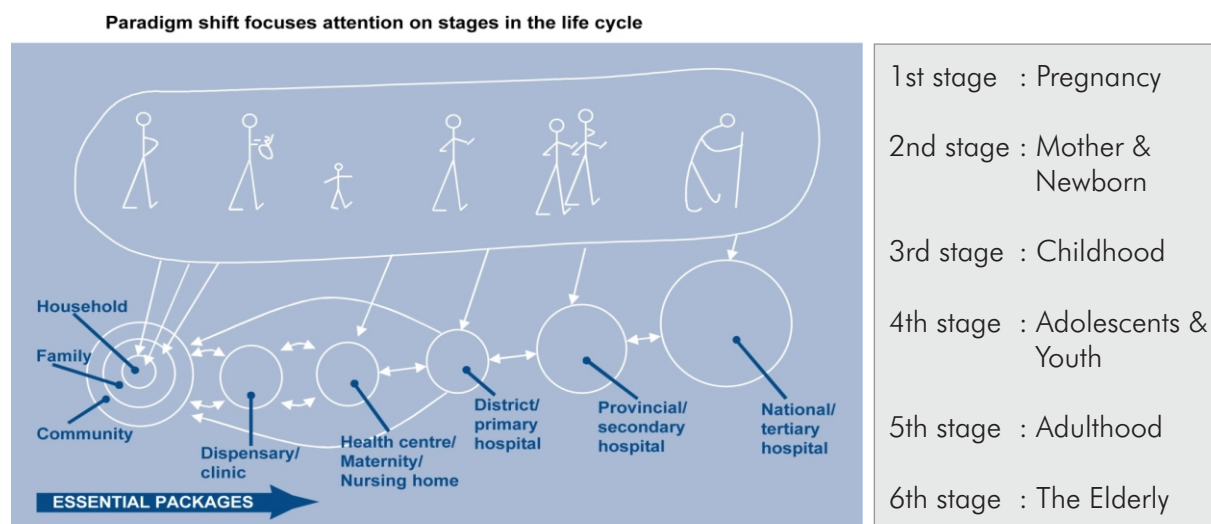 Paradigm shift focuses attention on stages in the life cycle
Household
Family
Community
Dispensary/
clinic
Health centre/
Maternity/
Nursing home
District/
primary
hospital
Provincial/
secondary
hospital
National/
tertiary
hospital
ESSENTIAL PACKAGES
1st stage : Pregnancy
2nd stage : Mother &
Newborn
3rd stage : Childhood
4th stage : Adolescents &
Youth
5th stage : Adulthood
6th stage : The Elderly